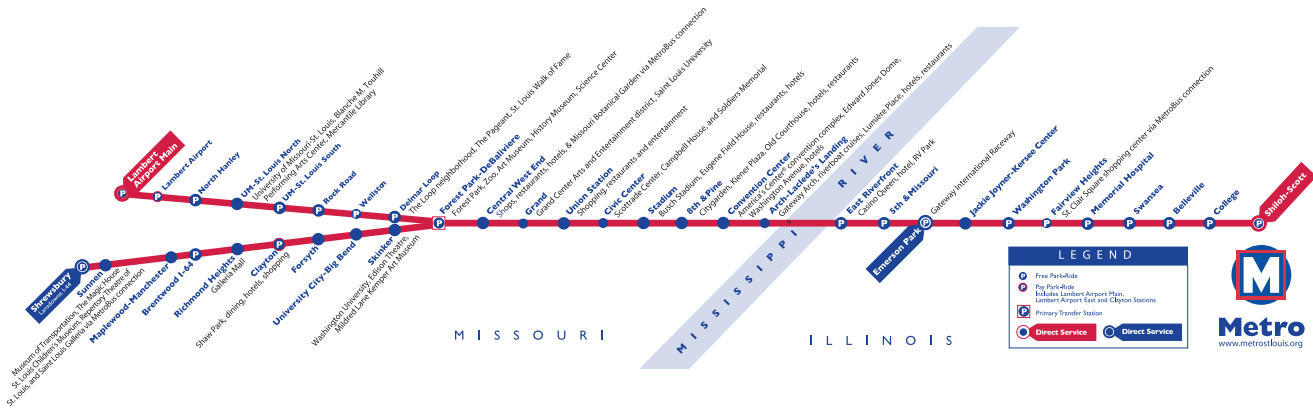 Lambert
Airport Main
Lambert Airport
North Hanley
UM-St. Louis North
University of Missouri-St. Louis, Blanche M. Touhill
Performing Arts Center, Mercantile Library
UM-St. Louis South
Rock Road
Wellston
Delmar Loop
The Loop neighborhood, The Pageant, St. Louis Walk of Fame
Forest Park-DeBaliviere
Forest Park, Zoo, Art Museum, History Museum, Science Center
Central West End
Shops, restaurants, hotels, & Missouri Botanical Garden via MetroBus connection
Grand
Grand Center Arts and Entertainment district, Saint Louis University
Union Station
Shopping, restaurants and entertainment
Civic Center
Scottrade Center, Campbell House, and Soldiers Memorial
Stadium
Busch Stadium, Eugene Field House, restaurants, hotels
8th & Pine
Citygarden, Kiener Plaza, Old Courthouse, hotels, restaurants
Convention Center
America's Center® convention complex, Edward Jones Dome,
Washington Avenue, hotels
Arch-Laclede's Landing
Gateway Arch, riverboat cruises, Lumière Place, hotels, restaurants
East Riverfront
Casino Queen, hotel, RV Park
5th & Missouri
Emerson Park
Gateway International Raceway
Jackie Joyner-Kersee Center
Washington Park
Fairview Heights
St. Clair Square shopping center via MetroBus connection
Memorial Hospital
Swansea
Belleville
College
Shiloh-Scott
Shrewsbury
Lansdowne I-44
Sunnen
Museum of Transportation, The Magic House
St. Louis Children's Museum, Repertory Theatre of
St. Louis, and Saint Louis Galleria via MetroBus connection
Maplewood-Manchester
Brentwood I-64
Richmond Heights
Galleria Mall
Clayton
Shaw Park, dining, hotels, shopping
Forsyth
University City-Big Bend
Skinker
Washington University, Edison Theatre,
Mildred Lane Kemper Art Museum
MISSOURI
MISSISSIPPI RIVER
ILLINOIS
LEGEND
P Free Park-Ride
P Pay Park-Ride
Includes Lambert Airport Main,
Lambert Airport East and Clayton Stations
P Primary Transfer Station
Direct Service
Direct Service
M
Metro
www.metrostlouis.org